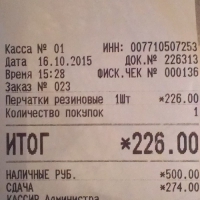 Касса № 01 ИНН: 007710507253
Дата 16.10.2015 ДОК.№ 226313
Время 15:28 ФИСК.ЧЕК № 000136
Заказ № 023
Перчатки резиновые 1Шт *226.00
Количество покупок 1
ИТОГ *226.00
НАЛИЧНЫЕ РУБ. *500.00
СДАЧА *274.00
КАССИР Администра